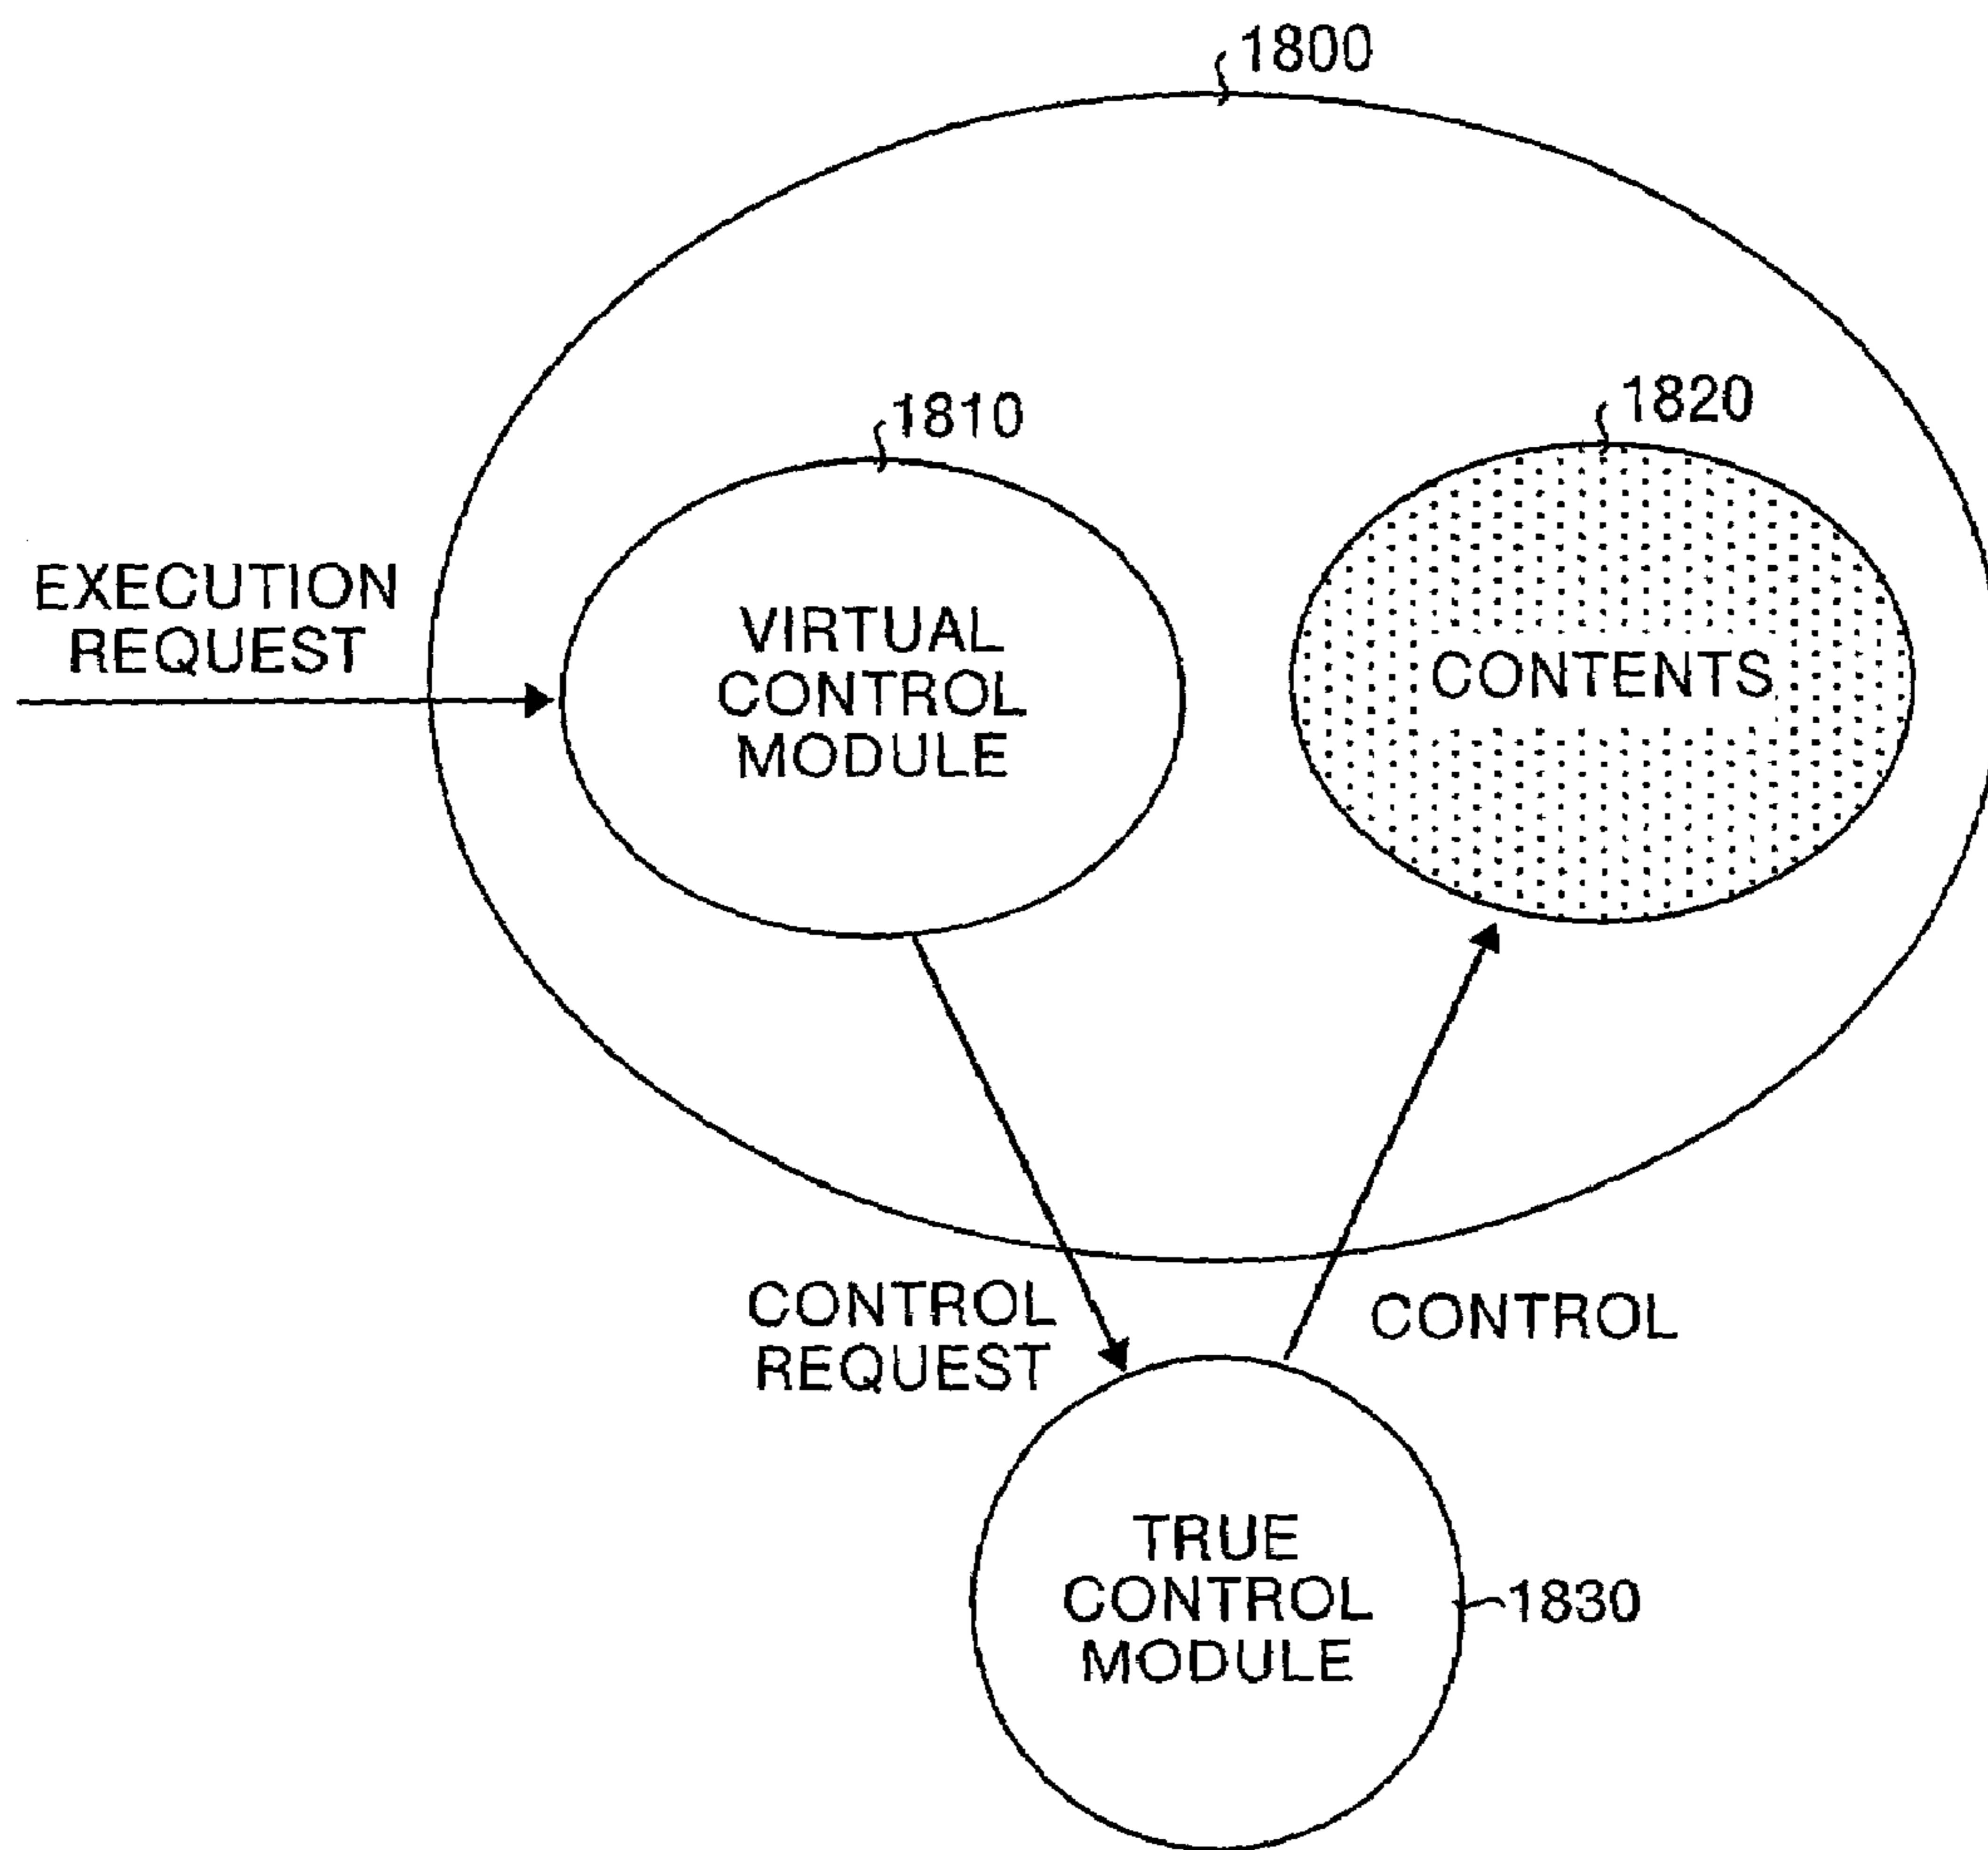 1800
1810
1820
EXECUTION
REQUEST
VIRTUAL
CONTROL
MODULE
CONTENTS
CONTROL
REQUEST
CONTROL
TRUE
CONTROL
MODULE
1830